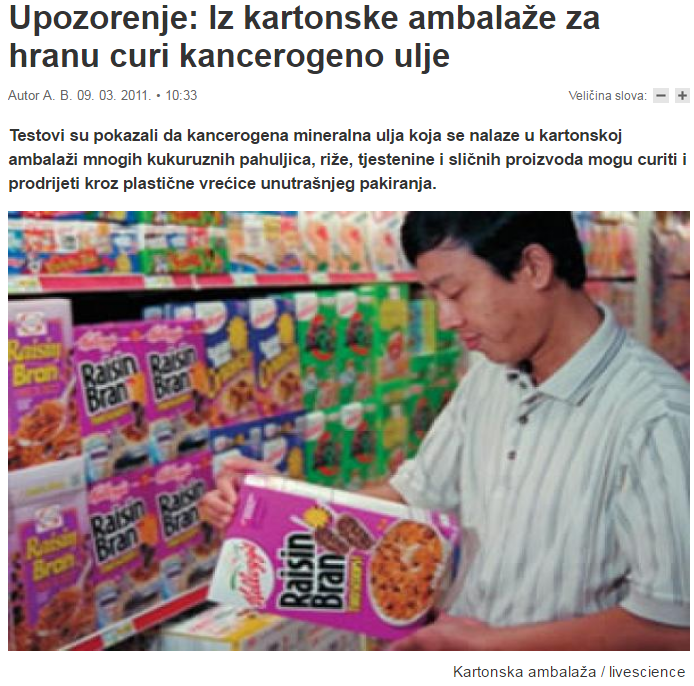 Upozorenje: Iz kartonske ambalaže za
hranu curi kancerogeno ulje
Autor A. B. 09. 03. 2011. • 10:33
Veličina slova: − +
Testovi su pokazali da kancerogena mineralna ulja koja se nalaze u kartonskoj
ambalaži mnogih kukuruznih pahuljica, riže, tjestenine i sličnih proizvoda mogu curiti i
prodrijeti kroz plastične vrećice unutrašnjeg pakiranja.
Raisin
Bran
Kellogg's
Raisin
Bran
Raisin
Bran
Raisin
Bran
Raisin
Bran
Raisin
Bran
Kellogg's
Raisin
Bran
Kartonska ambalaža / livescience